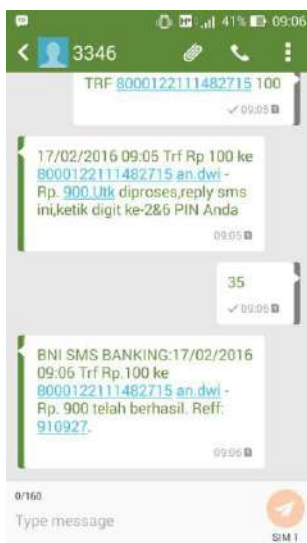 41% 09:06
3346
TRF 8000122111482715 100
09:05
17/02/2016 09:05 Trf Rp 100 ke
8000122111482715 an.dwi -
Rp. 900.Utk diproses,reply sms
ini,ketik digit ke-2&6 PIN Anda
09:05
35
09:06
BNI SMS BANKING:17/02/2016
09:06 Trf Rp.100 ke
8000122111482715 an.dwi -
Rp. 900 telah berhasil. Reff:
910927.
09:06
0/160
Type message
SIM 1